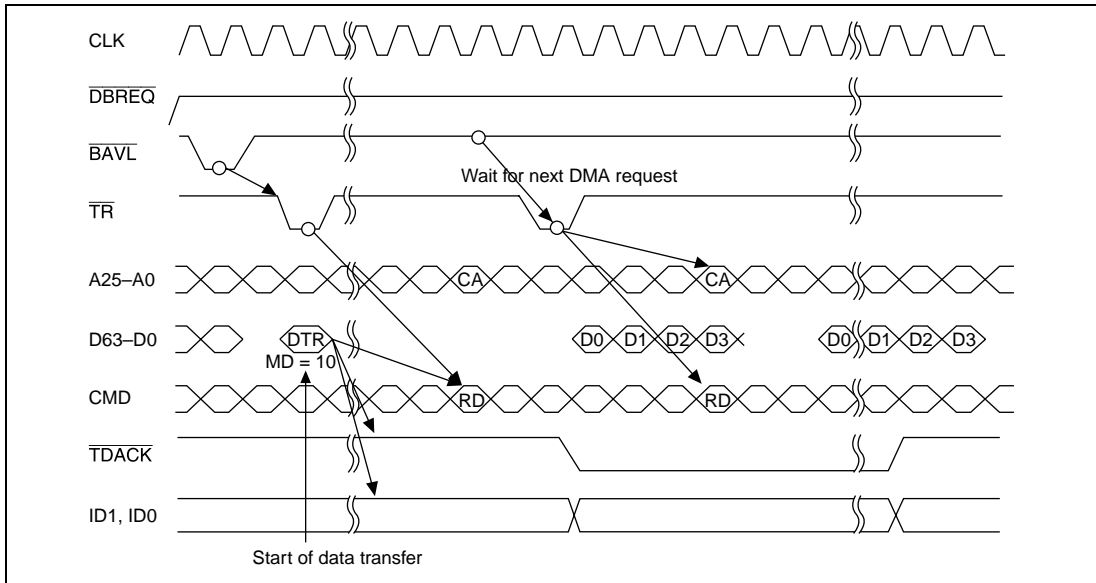 CLK
DBREQ
BAVL
Wait for next DMA request
TR
A25–A0 CA CA
D63–D0 DTR D0 D1 D2 D3 D0 D1 D2 D3
MD = 10
CMD RD RD
TDACK
ID1, ID0
Start of data transfer